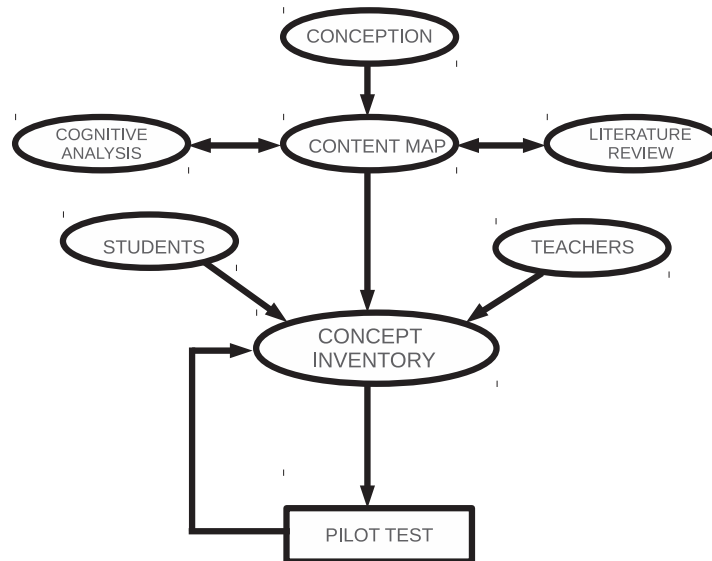 CONCEPTION
COGNITIVE
ANALYSIS
CONTENT MAP
LITERATURE
REVIEW
STUDENTS
TEACHERS
CONCEPT
INVENTORY
PILOT TEST